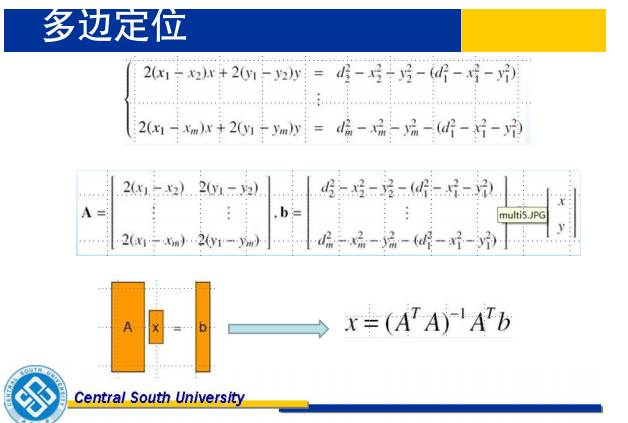 多边定位
2(x₁ − x₂)x + 2(y₁ − y₂)y = d₂² − x₂² − y₂² − (d₁² − x₁² − y₁²)
⋮
2(x₁ − xₘ)x + 2(y₁ − yₘ)y = dₘ² − xₘ² − yₘ² − (d₁² − x₁² − y₁²)
2(x₁ − x₂) 2(y₁ − y₂) d₂² − x₂² − y₂² − (d₁² − x₁² − y₁²) x
A = ⋮ ⋮ , b = ⋮ multi5.JPG
2(x₁ − xₘ) 2(y₁ − yₘ) dₘ² − xₘ² − yₘ² − (d₁² − x₁² − y₁²) y
A x = b x = (AᵀA)⁻¹Aᵀb
CENTRAL SOUTH UNIVERSITY
Central South University